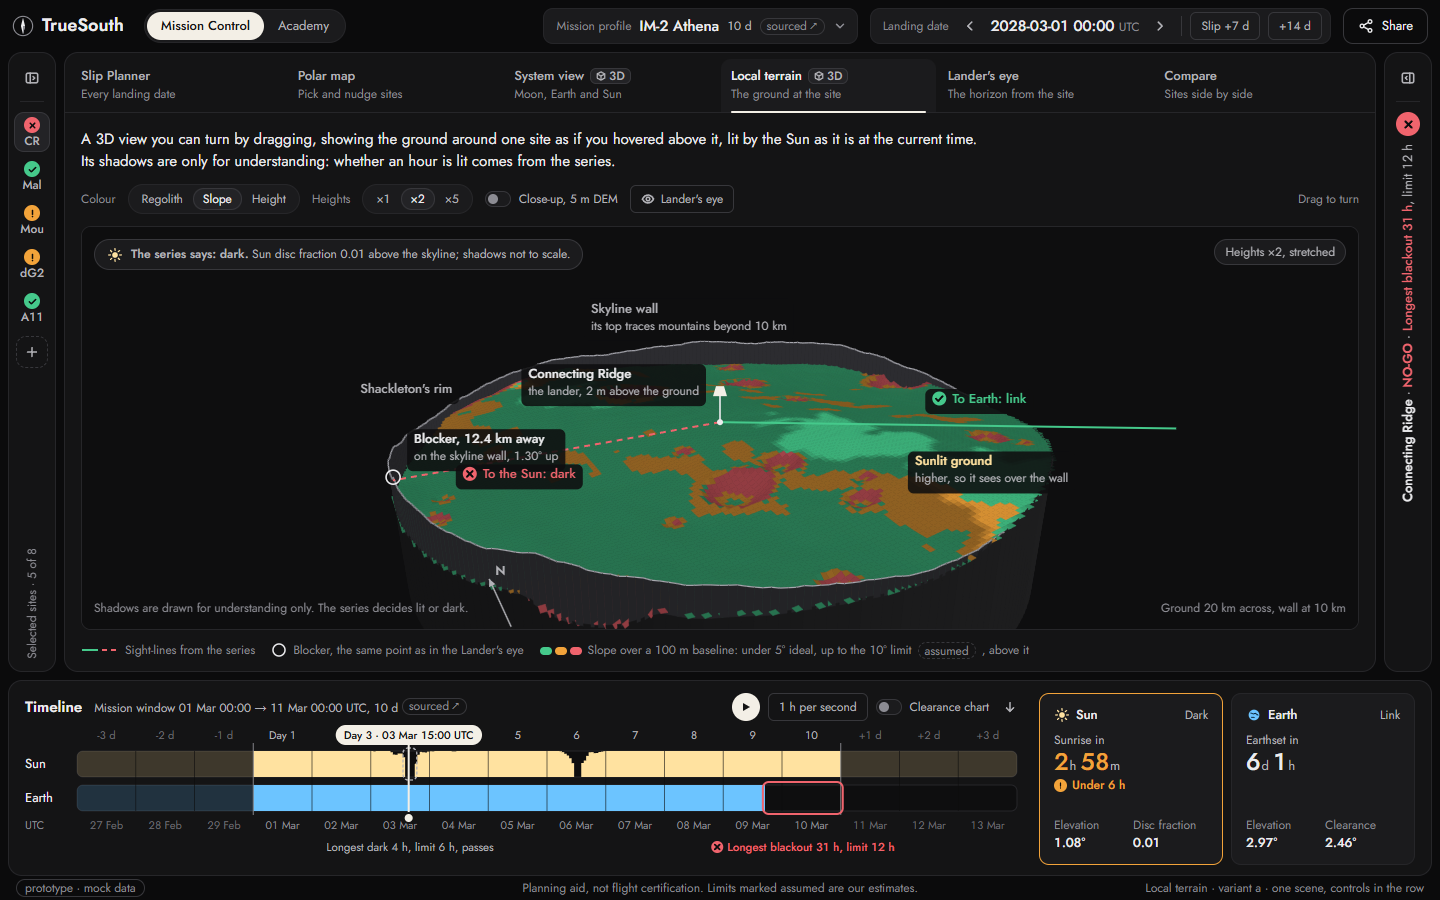 TrueSouth
Mission Control
Academy
Mission profile IM-2 Athena 10 d sourced ↗
Landing date 2028-03-01 00:00 UTC
Slip +7 d
+14 d
Share
CR
Mal
Mou
dG2
A11
Selected sites · 5 of 8
Slip Planner
Every landing date
Polar map
Pick and nudge sites
System view 3D
Moon, Earth and Sun
Local terrain 3D
The ground at the site
Lander's eye
The horizon from the site
Compare
Sites side by side
A 3D view you can turn by dragging, showing the ground around one site as if you hovered above it, lit by the Sun as it is at the current time.
Its shadows are only for understanding: whether an hour is lit comes from the series.
Colour Regolith Slope Height Heights ×1 ×2 ×5 Close-up, 5 m DEM Lander's eye Drag to turn
The series says: dark. Sun disc fraction 0.01 above the skyline; shadows not to scale.
Heights ×2, stretched
Skyline wall
its top traces mountains beyond 10 km
Shackleton's rim
Connecting Ridge
the lander, 2 m above the ground
To Earth: link
Blocker, 12.4 km away
on the skyline wall, 1.30° up
To the Sun: dark
Sunlit ground
higher, so it sees over the wall
N
Shadows are drawn for understanding only. The series decides lit or dark.
Ground 20 km across, wall at 10 km
Sight-lines from the series
Blocker, the same point as in the Lander's eye
Slope over a 100 m baseline: under 5° ideal, up to the 10° limit assumed , above it
Connecting Ridge · NO-GO · Longest blackout 31 h, limit 12 h
Timeline Mission window 01 Mar 00:00 → 11 Mar 00:00 UTC, 10 d sourced ↗
1 h per second
Clearance chart
-3 d -2 d -1 d Day 1 Day 3 · 03 Mar 15:00 UTC 5 6 7 8 9 10 +1 d +2 d +3 d
Sun
Earth
UTC 27 Feb 28 Feb 29 Feb 01 Mar 02 Mar 03 Mar 04 Mar 05 Mar 06 Mar 07 Mar 08 Mar 09 Mar 10 Mar 11 Mar 12 Mar 13 Mar
Longest dark 4 h, limit 6 h, passes
Longest blackout 31 h, limit 12 h
Sun Dark
Sunrise in
2h 58m
Under 6 h
Elevation Disc fraction
1.08° 0.01
Earth Link
Earthset in
6d 1h
Elevation Clearance
2.97° 2.46°
prototype · mock data
Planning aid, not flight certification. Limits marked assumed are our estimates.
Local terrain · variant a · one scene, controls in the row